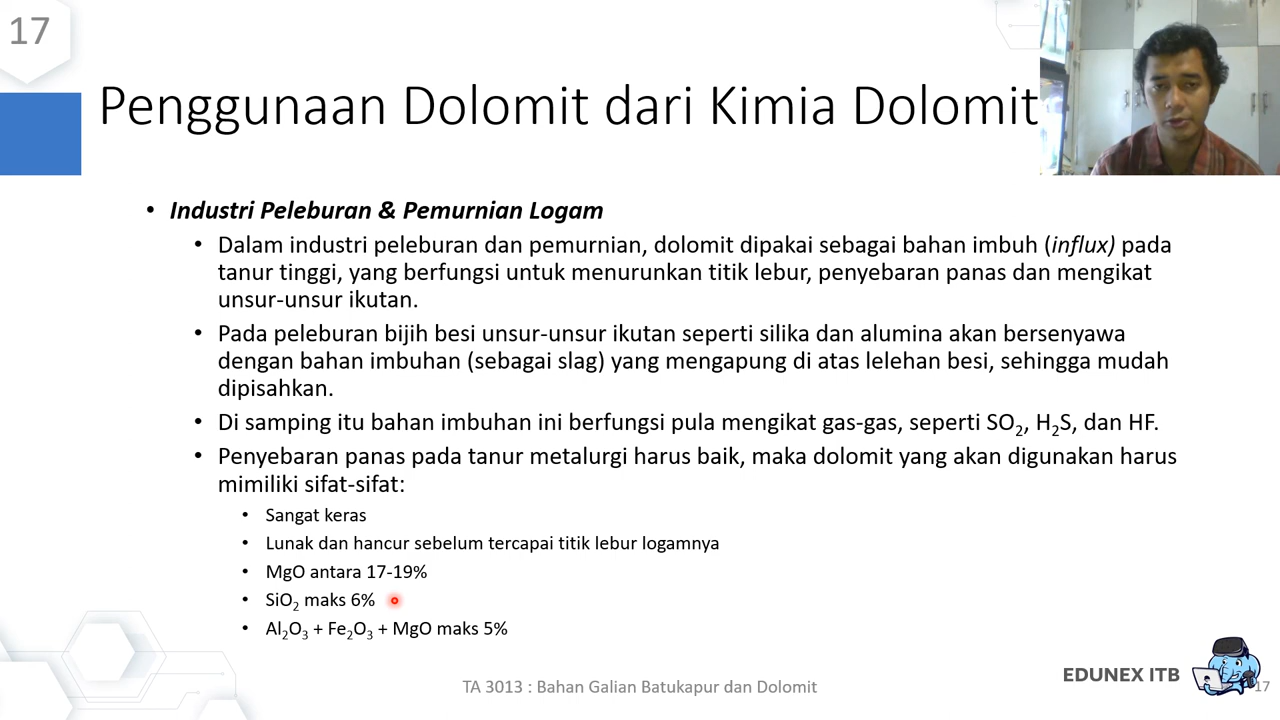 17
Penggunaan Dolomit dari Kimia Dolomit
• Industri Peleburan & Pemurnian Logam
• Dalam industri peleburan dan pemurnian, dolomit dipakai sebagai bahan imbuh (influx) pada
tanur tinggi, yang berfungsi untuk menurunkan titik lebur, penyebaran panas dan mengikat
unsur-unsur ikutan.
• Pada peleburan bijih besi unsur-unsur ikutan seperti silika dan alumina akan bersenyawa
dengan bahan imbuhan (sebagai slag) yang mengapung di atas lelehan besi, sehingga mudah
dipisahkan.
• Di samping itu bahan imbuhan ini berfungsi pula mengikat gas-gas, seperti SO₂, H₂S, dan HF.
• Penyebaran panas pada tanur metalurgi harus baik, maka dolomit yang akan digunakan harus
mimiliki sifat-sifat:
• Sangat keras
• Lunak dan hancur sebelum tercapai titik lebur logamnya
• MgO antara 17-19%
• SiO₂ maks 6%
• Al₂O₃ + Fe₂O₃ + MgO maks 5%
TA 3013 : Bahan Galian Batukapur dan Dolomit
EDUNEX ITB
17